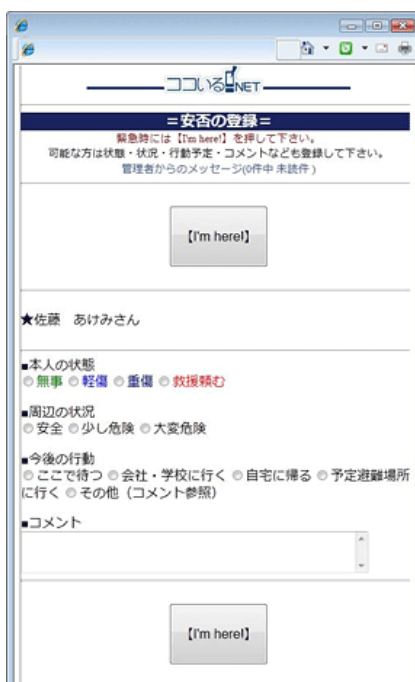 ココいるNET
＝安否の登録＝
緊急時には【I'm here!】を押して下さい。
可能な方は状態・状況・行動予定・コメントなども登録して下さい。
管理者からのメッセージ(0件中 未読件 )
【I'm here!】
★佐藤　あけみさん
■本人の状態
無事 軽傷 重傷 救援頼む
■周辺の状況
安全 少し危険 大変危険
■今後の行動
ここで待つ 会社・学校に行く 自宅に帰る 予定避難場所
に行く その他（コメント参照）
■コメント
【I'm here!】